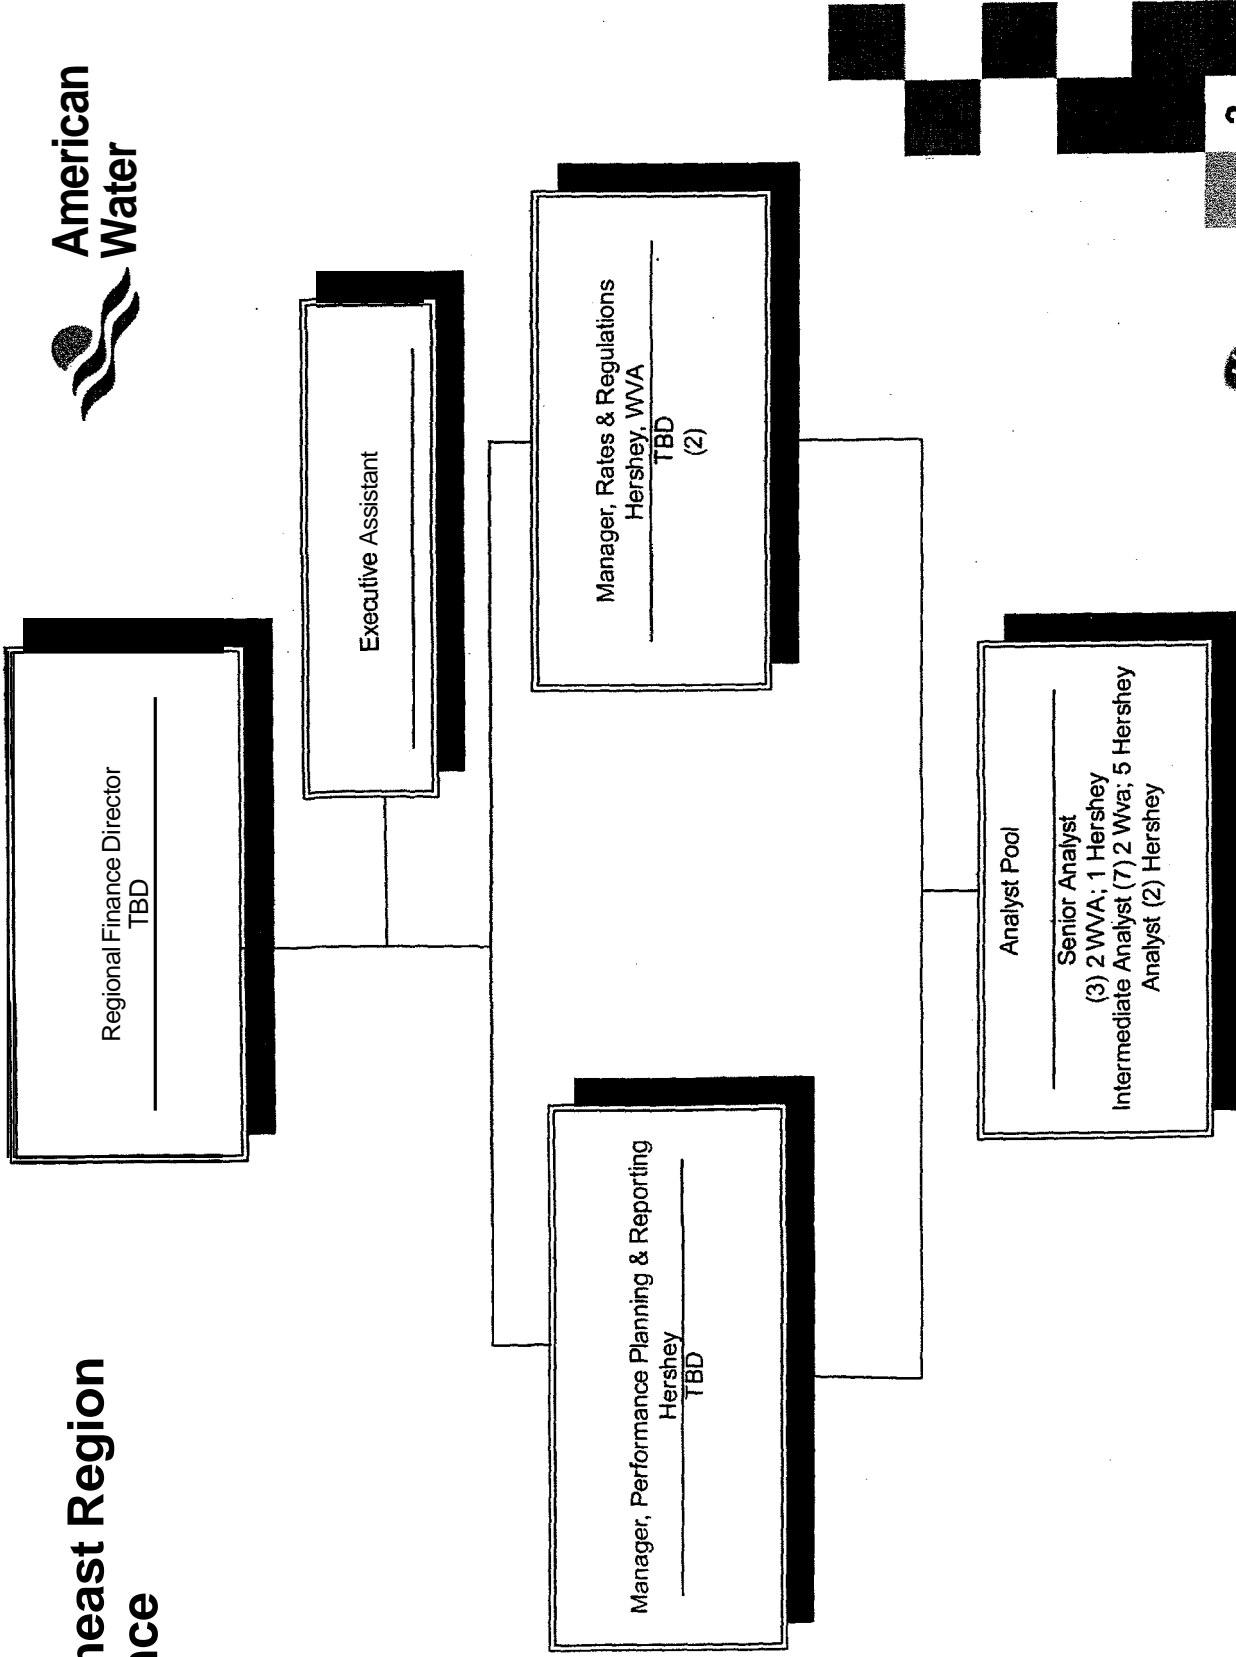 neast Region
nce
American
Water
Regional Finance Director
TBD
Executive Assistant
Manager, Performance Planning & Reporting
Hershey
TBD
Manager, Rates & Regulations
Hershey, WVA
TBD
(2)
Analyst Pool
Senior Analyst
(3) 2 WVA; 1 Hershey
Intermediate Analyst (7) 2 Wva; 5 Hershey
Analyst (2) Hershey